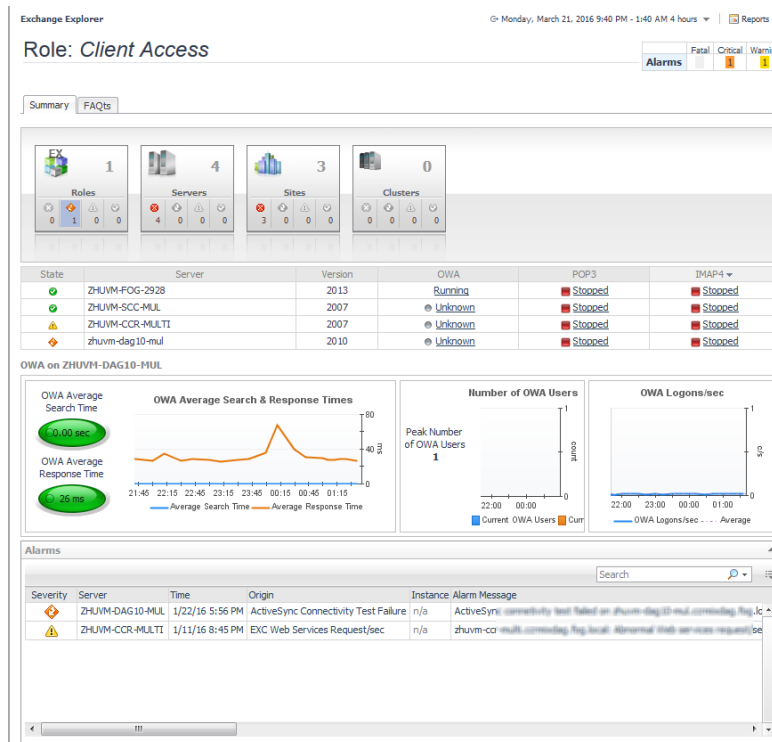 Exchange Explorer
Monday, March 21, 2016 9:40 PM - 1:40 AM 4 hours
Reports
Role: Client Access
Fatal Critical
Alarms 1 1
Summary FAQts
EX
1 4 3 0
Roles Servers Sites Clusters
0 1 0 0 4 0 0 0 3 0 0 0 0 0 0 0
State Server Version OWA POP3 IMAP4
ZHUVM-FOG-2928 2013 Running Stopped Stopped
ZHUVM-SCC-MUL 2007 Unknown Stopped Stopped
ZHUVM-CCR-MULTI 2007 Unknown Stopped Stopped
zhuvm-dag10-mul 2010 Unknown Stopped Stopped
OWA on ZHUVM-DAG10-MUL
OWA Average
Search Time
0.00 sec
OWA Average
Response Time
26 ms
OWA Average Search & Response Times
80
40
0
ms
21:45 22:15 22:45 23:15 23:45 00:15 00:45 01:15
Average Search Time Average Response Time
Number of OWA Users
Peak Number
of OWA Users
1
1
0
count
22:00 00:00
Current OWA Users Curr
OWA Logons/sec
1
0
c/s
22:00 23:00 00:00 01:00
OWA Logons/sec Average
Alarms
Search
Severity Server Time Origin Instance Alarm Message
ZHUVM-DAG10-MUL 1/22/16 5:56 PM ActiveSync Connectivity Test Failure n/a
ZHUVM-CCR-MULTI 1/11/16 8:45 PM EXC Web Services Request/sec n/a